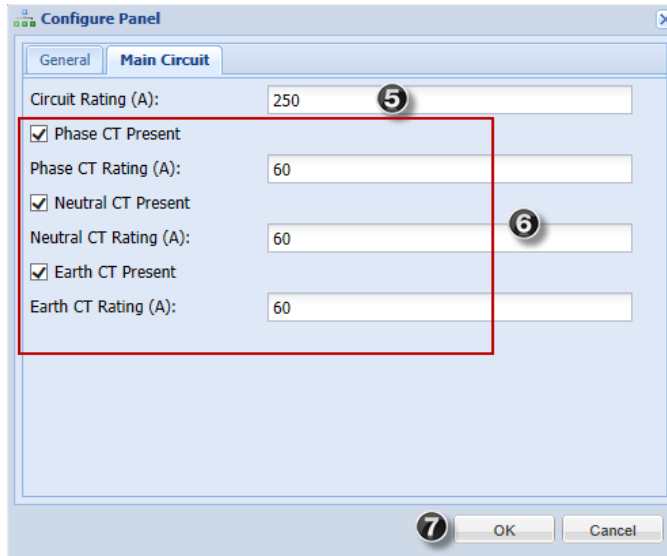 Configure Panel
General Main Circuit
Circuit Rating (A): 250 5
Phase CT Present
Phase CT Rating (A): 60
Neutral CT Present
6
Neutral CT Rating (A): 60
Earth CT Present
Earth CT Rating (A): 60
7 OK Cancel